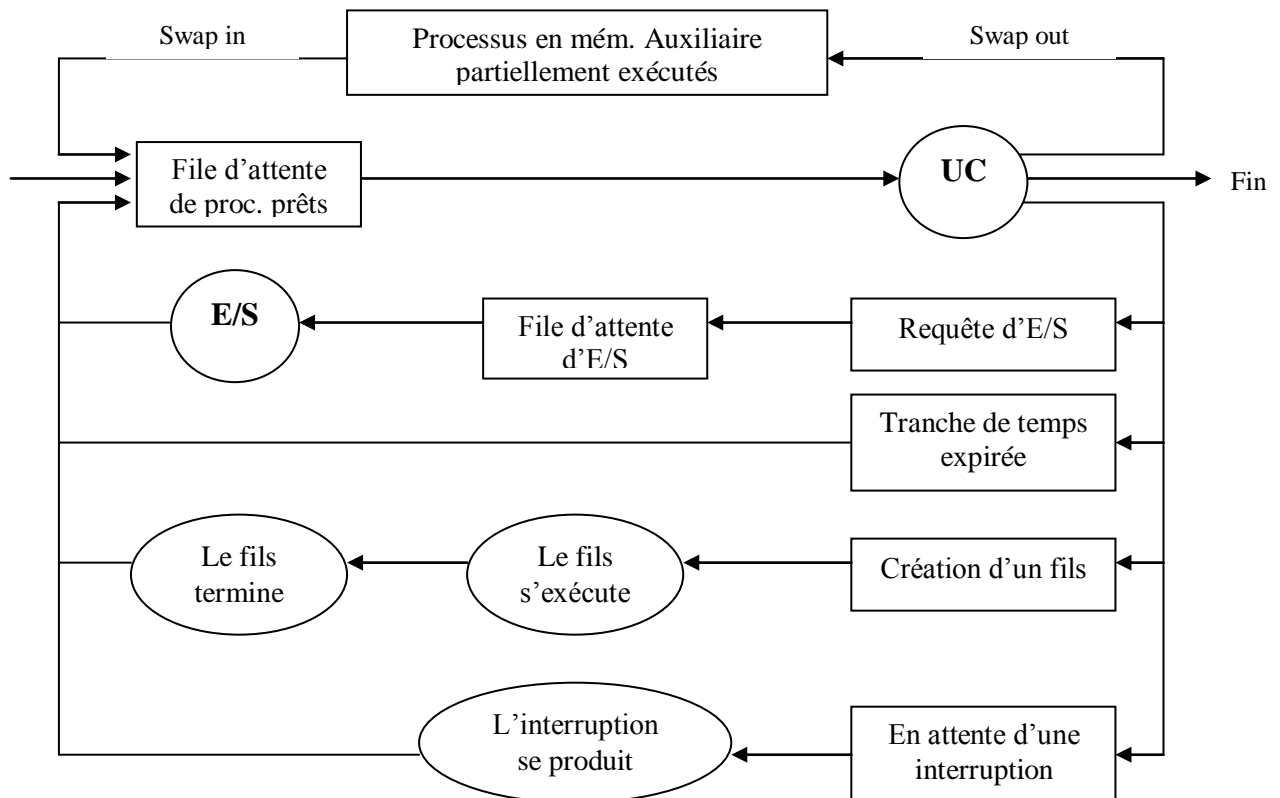 Swap in
Processus en mém. Auxiliaire
partiellement exécutés
Swap out
File d’attente
de proc. prêts
UC
Fin
E/S
File d’attente
d’E/S
Requête d’E/S
Tranche de temps
expirée
Le fils
termine
Le fils
s’exécute
Création d’un fils
L’interruption
se produit
En attente d’une
interruption